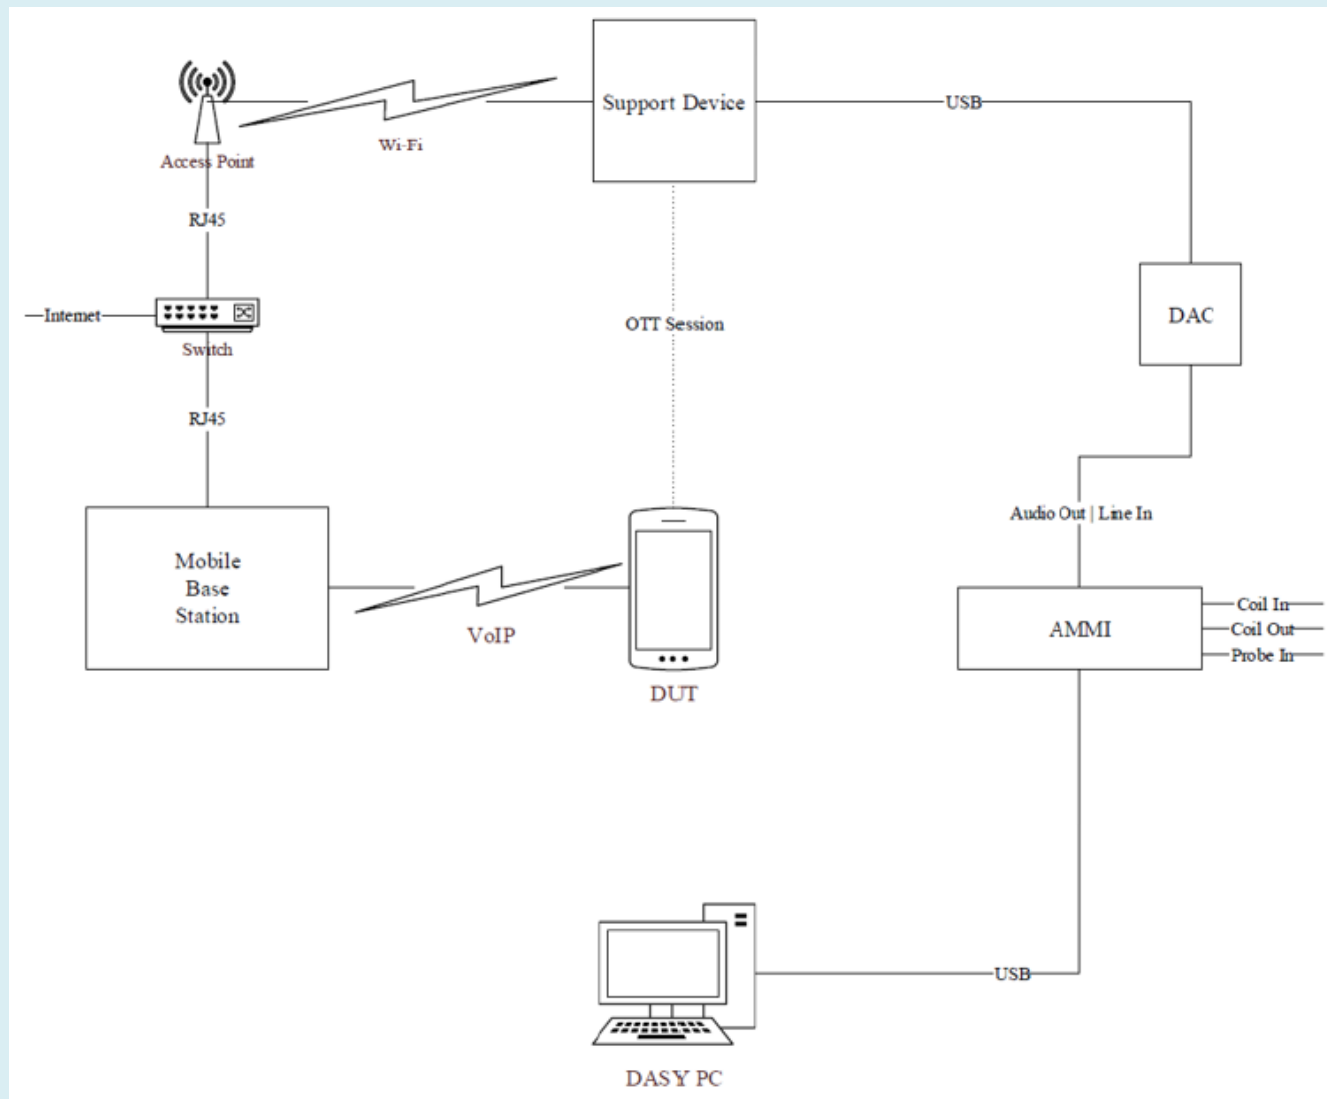 Support Device
USB
Wi-Fi
Access Point
RJ45
Internet
Switch
OTT Session
DAC
RJ45
Audio Out | Line In
Mobile
Base
Station
VoIP
DUT
AMMI
Coil In
Coil Out
Probe In
USB
DASY PC